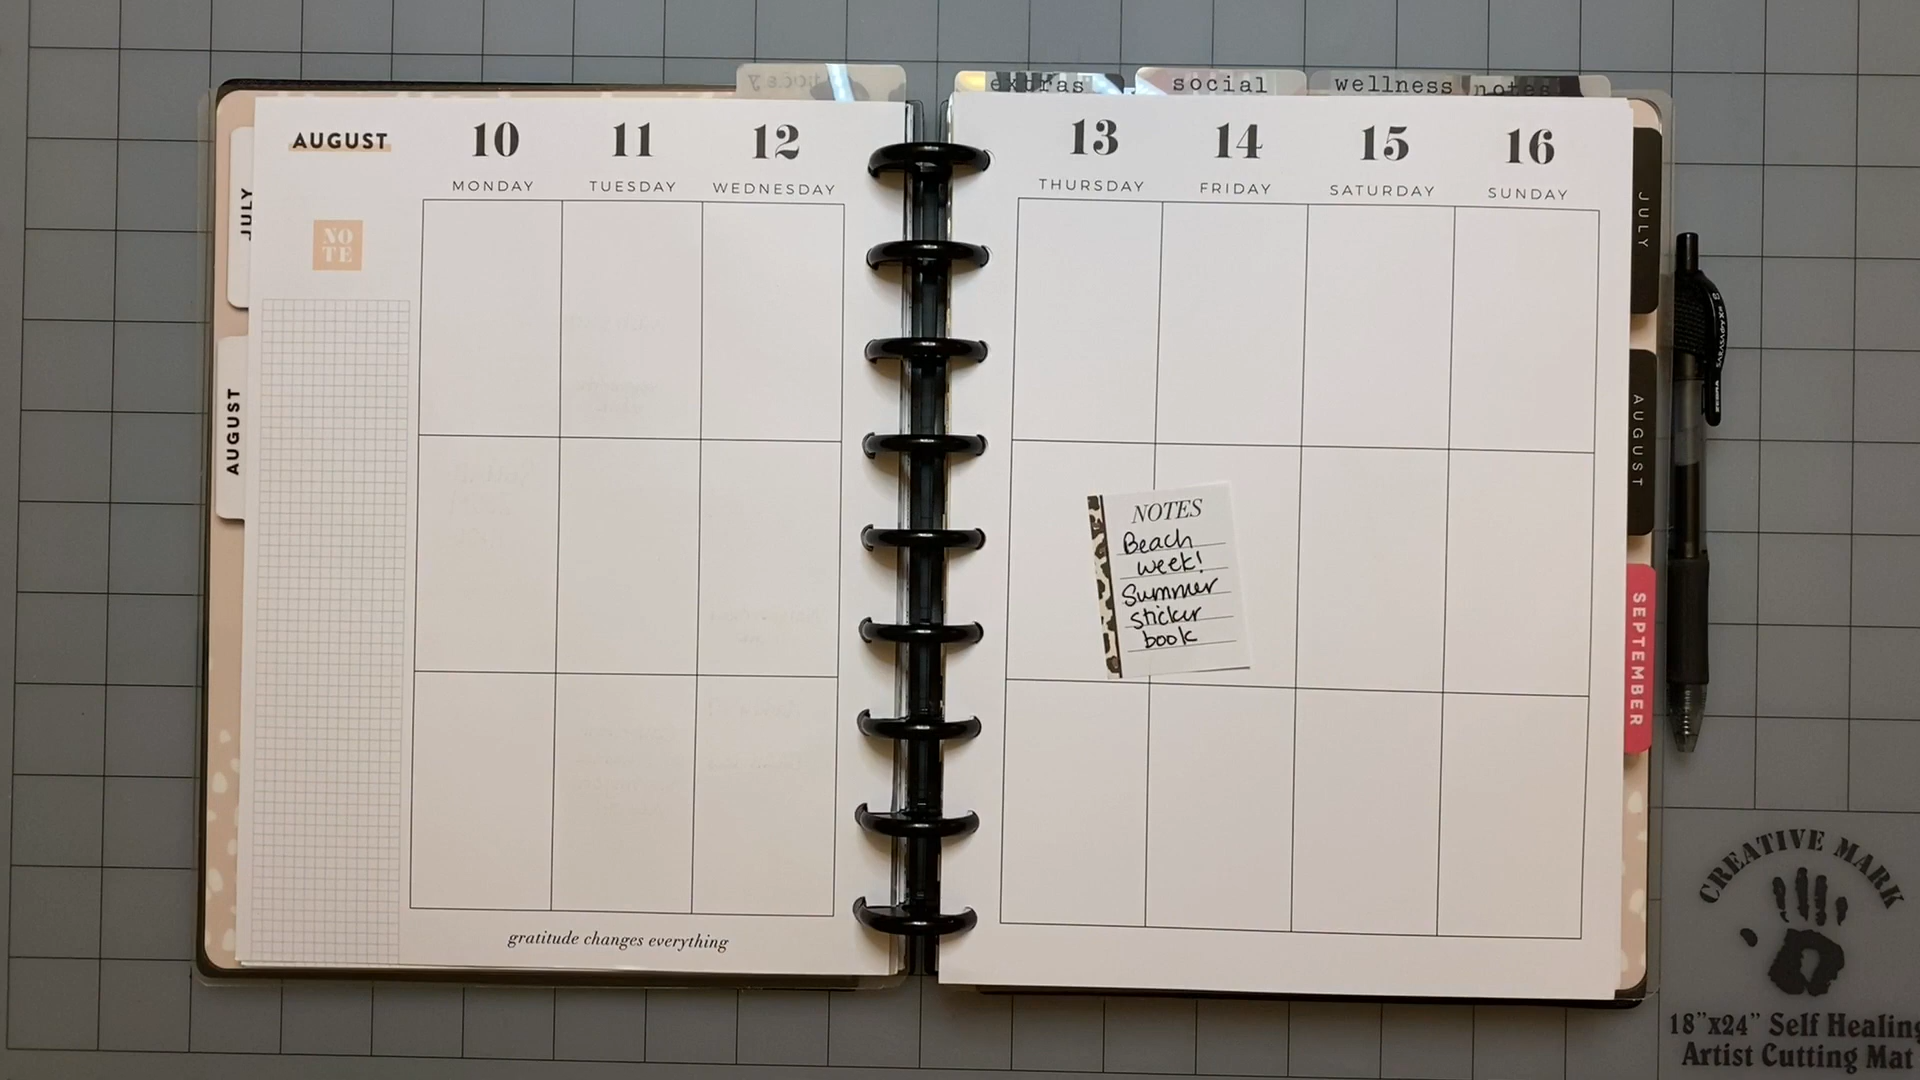 extras
social
wellness
notes
AUGUST
10
MONDAY
11
TUESDAY
12
WEDNESDAY
13
THURSDAY
14
FRIDAY
15
SATURDAY
16
SUNDAY
NO
TE
JULY
AUGUST
gratitude changes everything
NOTES
Beach
week!
Summer
sticker
book
JULY
AUGUST
SEPTEMBER
CREATIVE MARK
18"x24" Self Healing
Artist Cutting Mat